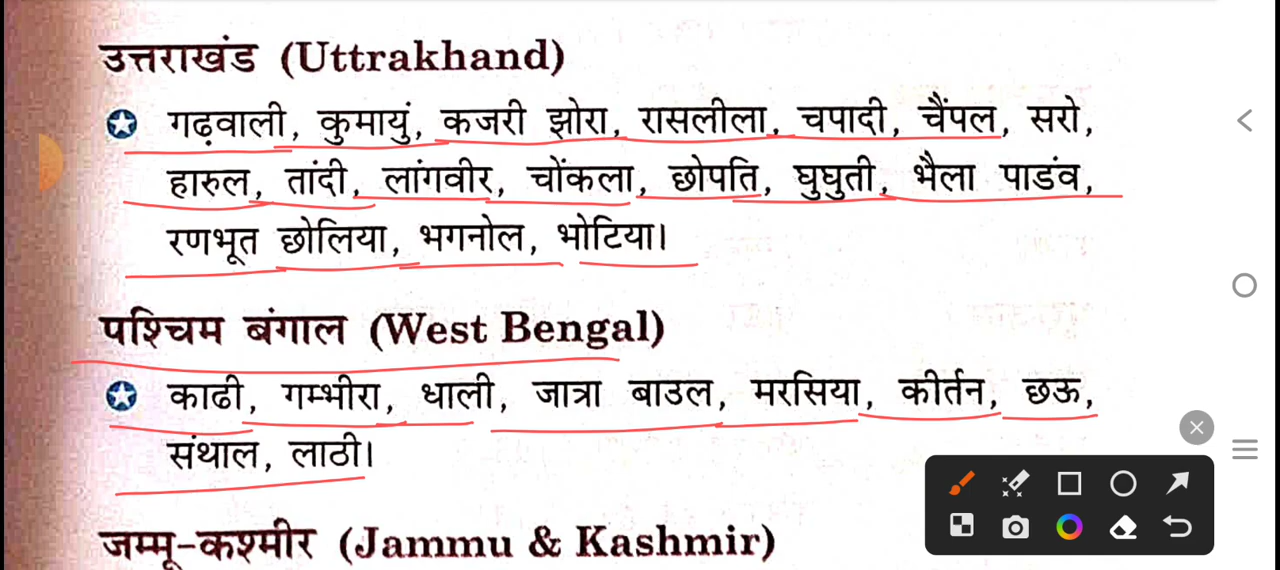 उत्तराखंड (Uttrakhand)
गढ़वाली, कुमायुं, कजरी झोरा, रासलीला, चपादी, चैंपल, सरो,
हारुल, तांदी, लांगवीर, चोंकला, छोपति, घुघुती, भैला पाडंव,
रणभूत छोलिया, भगनोल, भोटिया।
पश्चिम बंगाल (West Bengal)
काढी, गम्भीरा, धाली, जात्रा बाउल, मरसिया, कीर्तन, छऊ,
संथाल, लाठी।
जम्मू-कश्मीर (Jammu & Kashmir)